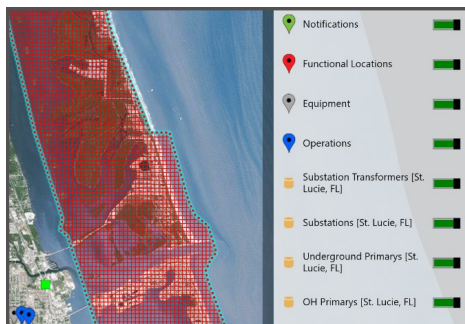 Notifications
Functional Locations
Equipment
Operations
Substation Transformers [St.
Lucie, FL]
Substations [St. Lucie, FL]
Underground Primarys [St.
Lucie, FL]
OH Primarys [St. Lucie, FL]